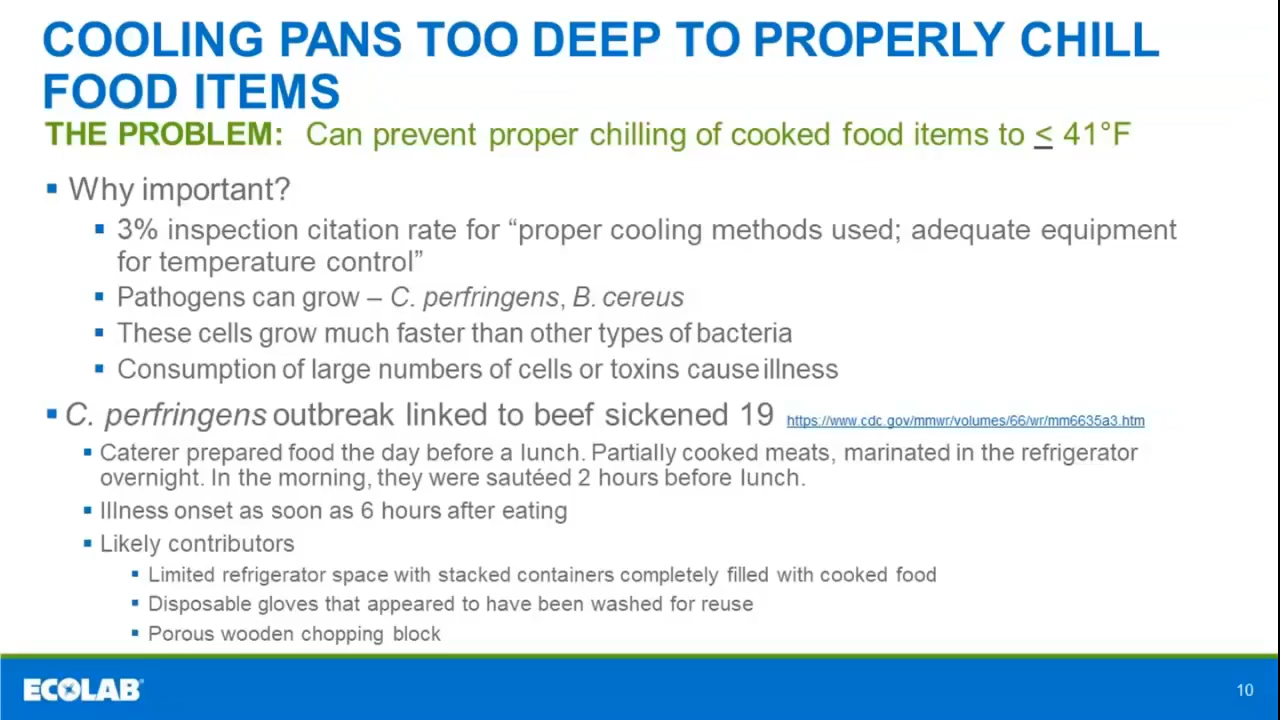 COOLING PANS TOO DEEP TO PROPERLY CHILL
FOOD ITEMS
THE PROBLEM: Can prevent proper chilling of cooked food items to < 41°F
▪ Why important?
▪ 3% inspection citation rate for “proper cooling methods used; adequate equipment
for temperature control”
▪ Pathogens can grow – C. perfringens, B. cereus
▪ These cells grow much faster than other types of bacteria
▪ Consumption of large numbers of cells or toxins cause illness
▪ C. perfringens outbreak linked to beef sickened 19 https://www.cdc.gov/mmwr/volumes/66/wr/mm6635a3.htm
▪ Caterer prepared food the day before a lunch. Partially cooked meats, marinated in the refrigerator
overnight. In the morning, they were sautéed 2 hours before lunch.
▪ Illness onset as soon as 6 hours after eating
▪ Likely contributors
▪ Limited refrigerator space with stacked containers completely filled with cooked food
▪ Disposable gloves that appeared to have been washed for reuse
▪ Porous wooden chopping block
ECOLAB®
10